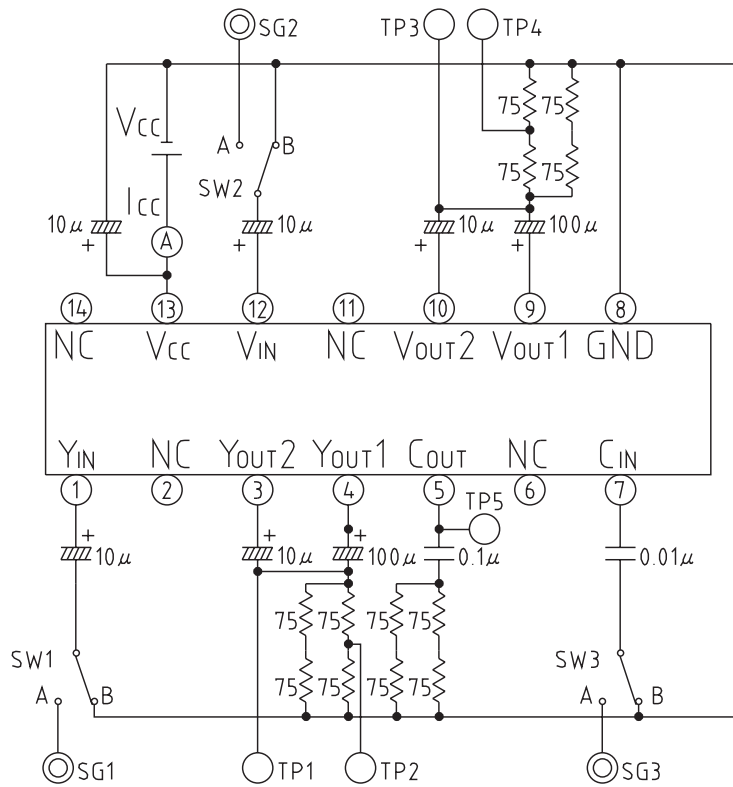 SG2 TP3 TP4
75 75
VCC
A B
75 75
SW2
ICC
10μ + A + 10μ + 10μ + 100μ
14 13 12 11 10 9 8
NC VCC VIN NC VOUT2 VOUT1 GND
YIN NC YOUT2 YOUT1 COUT NC CIN
1 2 3 4 5 6 7
TP5
+ + +
10μ 10μ 100μ 0.1μ 0.01μ
75 75 75 75
SW1 SW3
75 75 75 75
A B A B
SG1 TP1 TP2 SG3